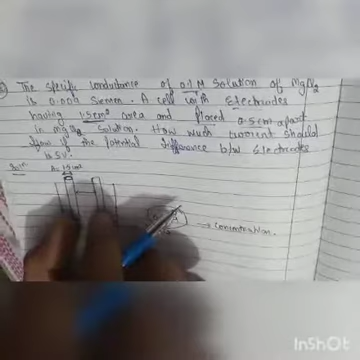 The specific conductance of 0.1 M solution of MgCl2
is 0.009 Siemen. A cell with Electrodes
having 1.5cm² area and placed 0.5cm apart
in MgCl2 solution. How much current should
flow if the potential difference b/w Electrodes
is 5V.
Solⁿ
→ Concentration.
InShOt